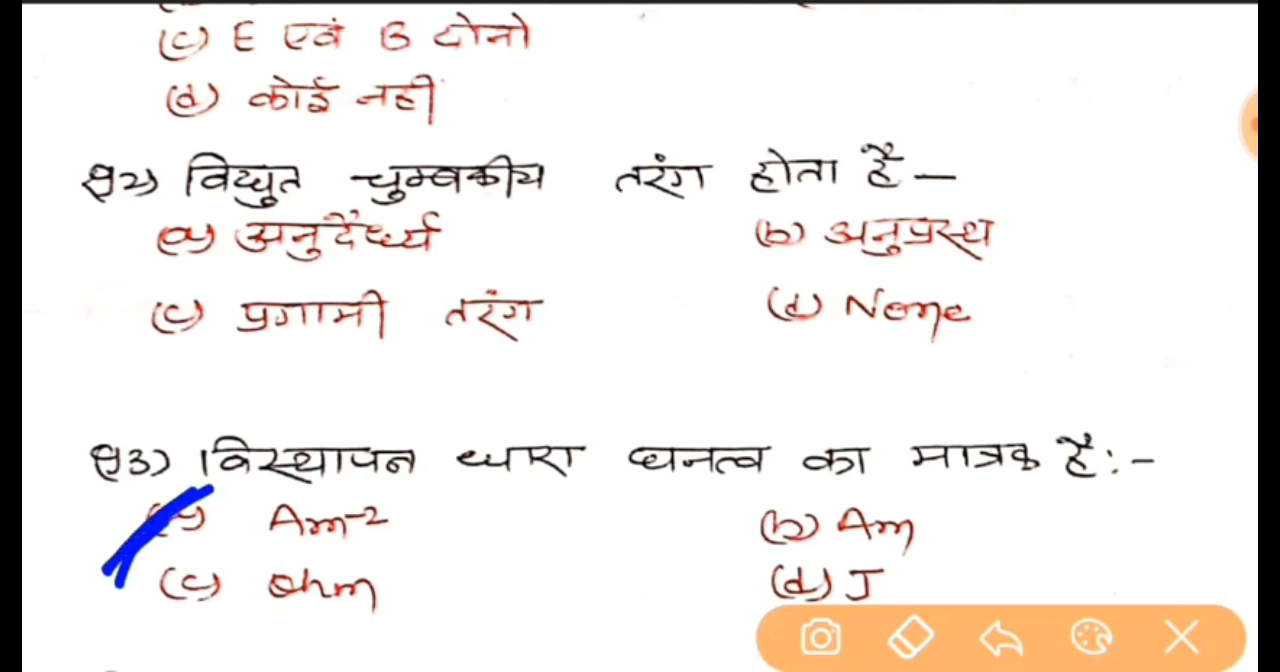 (c) E एवं B दोनो
(d) कोई नही
Q2) विद्युत चुम्बकीय तरंग होता है –
(a) अनुदैर्ध्य (b) अनुप्रस्थ
(c) प्रगामी तरंग (d) None
Q3) विस्थापन धारा घनत्व का मात्रक है:-
Am-2 (b) Am
(c) ohm (d) J